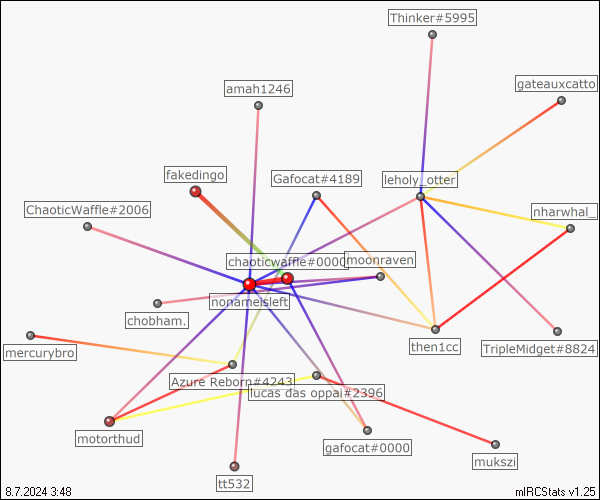 Thinker#5995
gateauxcatto
amah1246
fakedingo
Gafocat#4189
leholy_otter
ChaoticWaffle#2006
nharwhal_
chaoticwaffle#0000
moonraven
nonameisleft
chobham.
then1cc
TripleMidget#8824
mercurybro
Azure Reborn#4243
lucas das oppai#2396
motorthud
gafocat#0000
mukszi
tt532
8.7.2024 3:48
mIRCStats v1.25